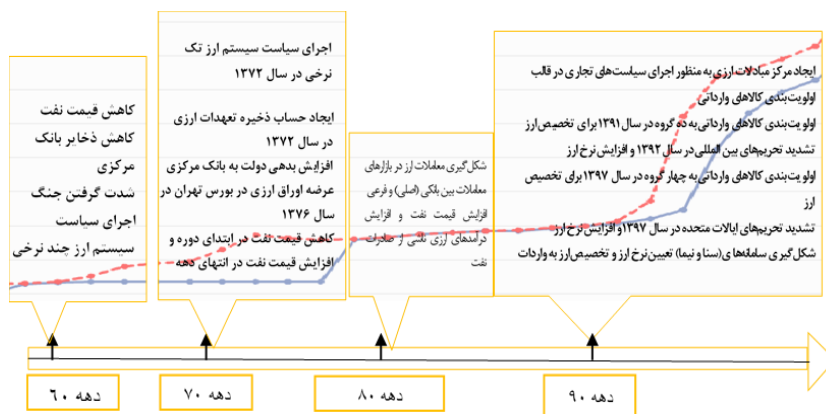 کاهش قیمت نفت
کاهش ذخایر بانک
مرکزی
شدت گرفتن جنگ
اجرای سیاست
سیستم ارز چند نرخی
اجرای سیاست سیستم ارز تک
نرخی در سال ۱۳۷۲
ایجاد حساب ذخیره تعهدات ارزی
در سال ۱۳۷۲
افزایش بدهی دولت به بانک مرکزی
عرضه اوراق ارزی در بورس تهران در
سال ۱۳۷۶
کاهش قیمت نفت در ابتدای دوره و
افزایش قیمت نفت در انتهای دهه
شکل‌گیری معاملات ارز در بازارهای
معاملات بین بانکی (اصلی) و فرعی
افزایش قیمت نفت و افزایش
درآمدهای ارزی ناشی از صادرات
نفت
ایجاد مرکز مبادلات ارزی به منظور اجرای سیاست‌های تجاری در قالب
اولویت‌بندی کالاهای وارداتی
اولویت‌بندی کالاهای وارداتی به ده گروه در سال ۱۳۹۱ برای تخصیص ارز
تشدید تحریم‌های بین المللی در سال ۱۳۹۲ و افزایش نرخ ارز
اولویت‌بندی کالاهای وارداتی به چهار گروه در سال ۱۳۹۷ برای تخصیص
ارز
تشدید تحریم‌های ایالات متحده در سال ۱۳۹۷ و افزایش نرخ ارز
شکل‌گیری سامانه‌های (سنا و نیما) تعیین نرخ ارز و تخصیص ارز به واردات
دهه ۶۰
دهه ۷۰
دهه ۸۰
دهه ۹۰